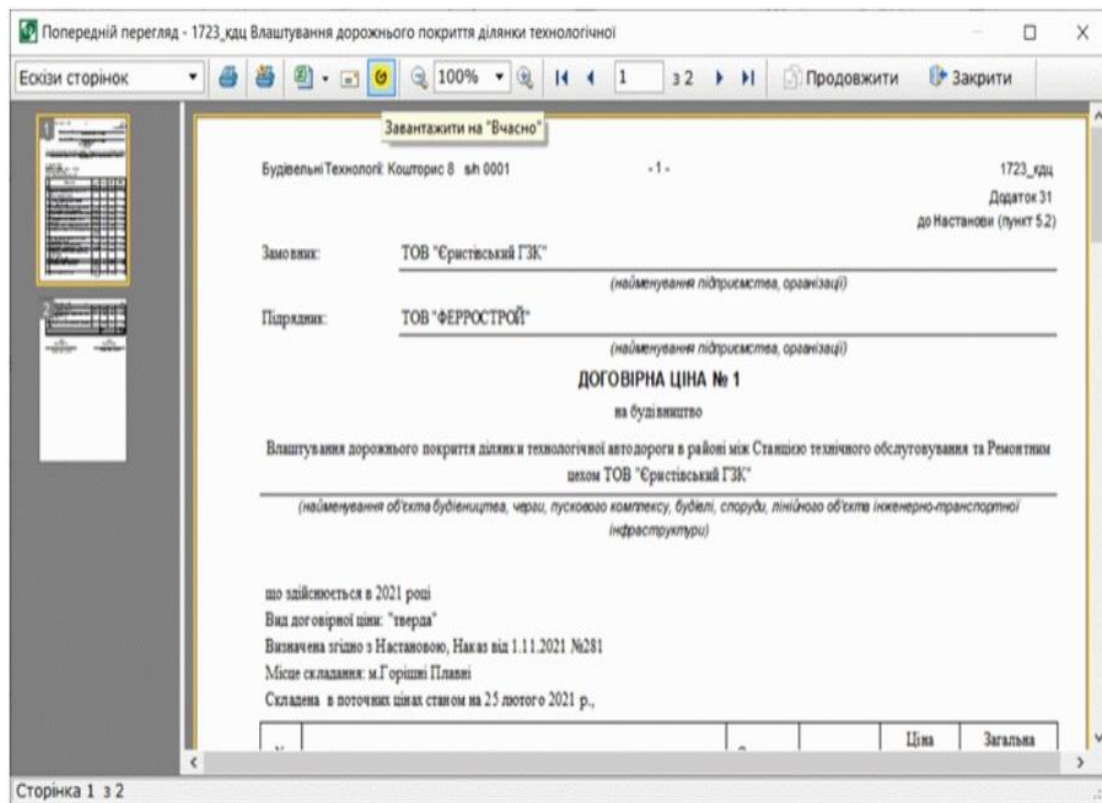 Попередній перегляд - 1723_кдц Влаштування дорожнього покриття ділянки технологічної
Ескізи сторінок
100%
1
з 2
Продовжити
Закрити
Завантажити на "Вчасно"
1
2
Будівельні Технології: Кошторис 8 s/n 0001
- 1 -
1723_кдц
Додаток 31
до Настанови (пункт 5.2)
Замовник: ТОВ "Єристівський ГЗК"
(найменування підприємства, організації)
Підрядник: ТОВ "ФЕРРОСТРОЙ"
(найменування підприємства, організації)
ДОГОВІРНА ЦІНА № 1
на будівництво
Влаштування дорожнього покриття ділянки технологічної автодороги в районі між Станцією технічного обслуговування та Ремонтним
цехом ТОВ "Єристівський ГЗК"
(найменування об'єкта будівництва, черги, пускового комплексу, будівлі, споруди, лінійного об'єкта інженерно-транспортної
інфраструктури)
що здійснюється в 2021 році
Вид договірної ціни: "тверда"
Визначена згідно з Настановою, Наказ від 1.11.2021 №281
Місце складання: м.Горішні Плавні
Складена в поточних цінах станом на 25 лютого 2021 р.,
Ціна
Загальна
Сторінка 1 з 2